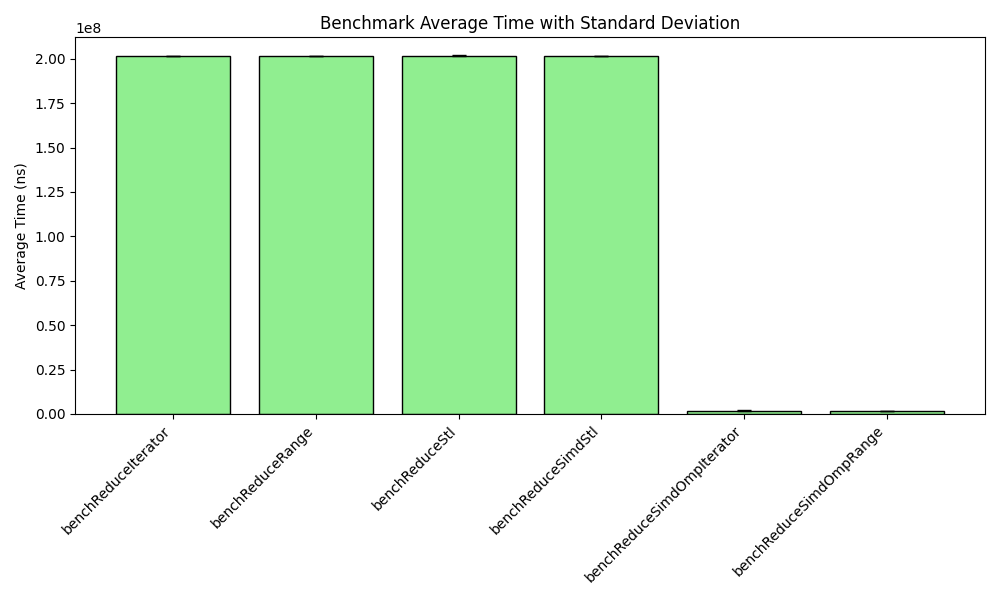 Benchmark Average Time with Standard Deviation
1e8
2.00
1.75
1.50
1.25
1.00
0.75
0.50
0.25
0.00
Average Time (ns)
benchReduceIterator
benchReduceRange
benchReduceStl
benchReduceSimdStl
benchReduceSimdOmpIterator
benchReduceSimdOmpRange